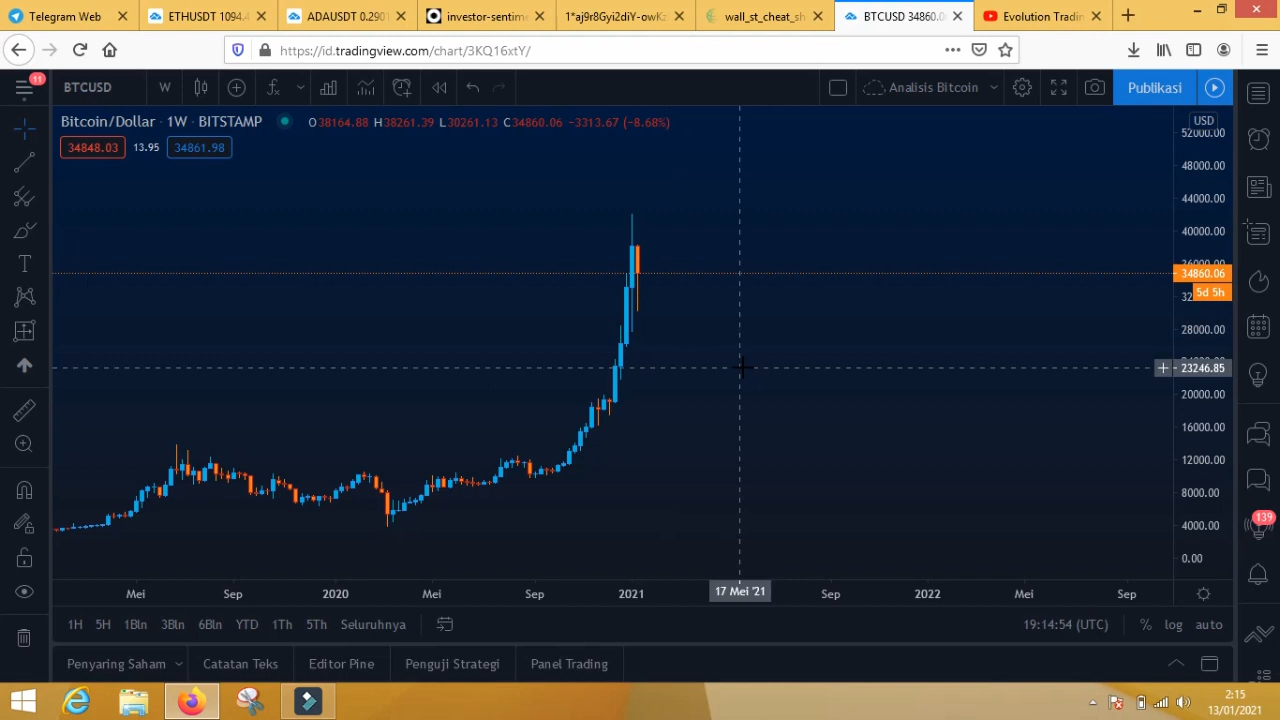 Telegram Web
ETHUSDT 1094.4
ADAUSDT 0.2901
investor-sentime
1*aj9r8Gyi2diY-owKz
wall_st_cheat_sh
BTCUSD 34860.0
Evolution Tradin
https://id.tradingview.com/chart/3KQ16xtY/
11
BTCUSD
W
Analisis Bitcoin
Publikasi
Bitcoin/Dollar · 1W · BITSTAMP
O38164.88 H38261.39 L30261.13 C34860.06 −3313.67 (−8.68%)
USD
34848.03 13.95 34861.98
52000.00
48000.00
44000.00
40000.00
36000.00
34860.06
5d 5h
32
28000.00
23246.85
20000.00
16000.00
12000.00
8000.00
4000.00
0.00
139
Mei Sep 2020 Mei Sep 2021 17 Mei '21 Sep 2022 Mei Sep
1H 5H 1Bln 3Bln 6Bln YTD 1Th 5Th Seluruhnya
19:14:54 (UTC) % log auto
Penyaring Saham Catatan Teks Editor Pine Penguji Strategi Panel Trading
2:15
13/01/2021